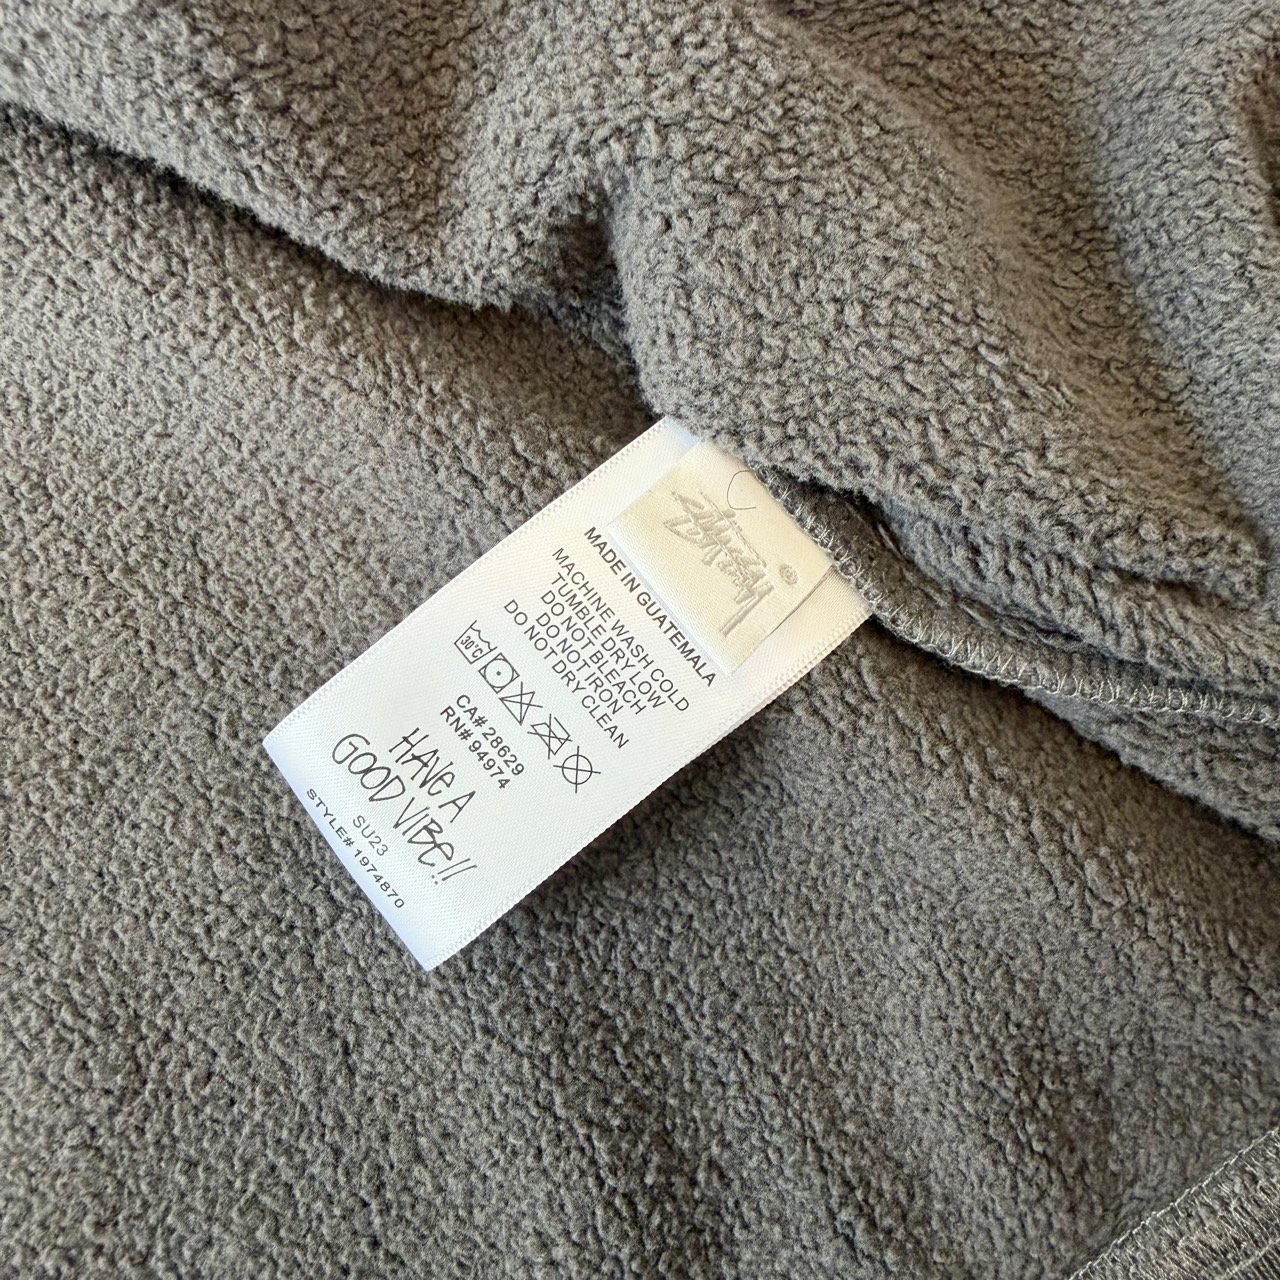 Stüssy
MADE IN GUATEMALA
MACHINE WASH COLD
TUMBLE DRY LOW
DO NOT BLEACH
DO NOT IRON
DO NOT DRY CLEAN
30°C
CA# 28629
RN# 94974
HAVE A
GOOD VIBE!!
SU23
STYLE# 1974870